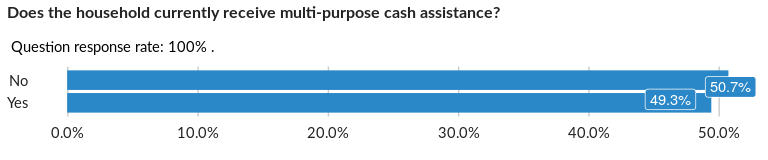 Does the household currently receive multi-purpose cash assistance?
Question response rate: 100% .
No
50.7%
Yes
49.3%
0.0% 10.0% 20.0% 30.0% 40.0% 50.0%